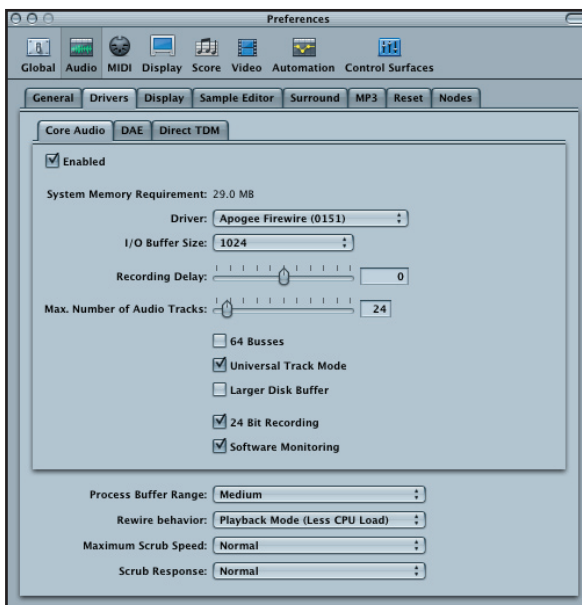 Preferences
Global Audio MIDI Display Score Video Automation Control Surfaces
General Drivers Display Sample Editor Surround MP3 Reset Nodes
Core Audio DAE Direct TDM
Enabled
System Memory Requirement: 29.0 MB
Driver: Apogee Firewire (0151)
I/O Buffer Size: 1024
Recording Delay: 0
Max. Number of Audio Tracks: 24
64 Busses
Universal Track Mode
Larger Disk Buffer
24 Bit Recording
Software Monitoring
Process Buffer Range: Medium
Rewire behavior: Playback Mode (Less CPU Load)
Maximum Scrub Speed: Normal
Scrub Response: Normal